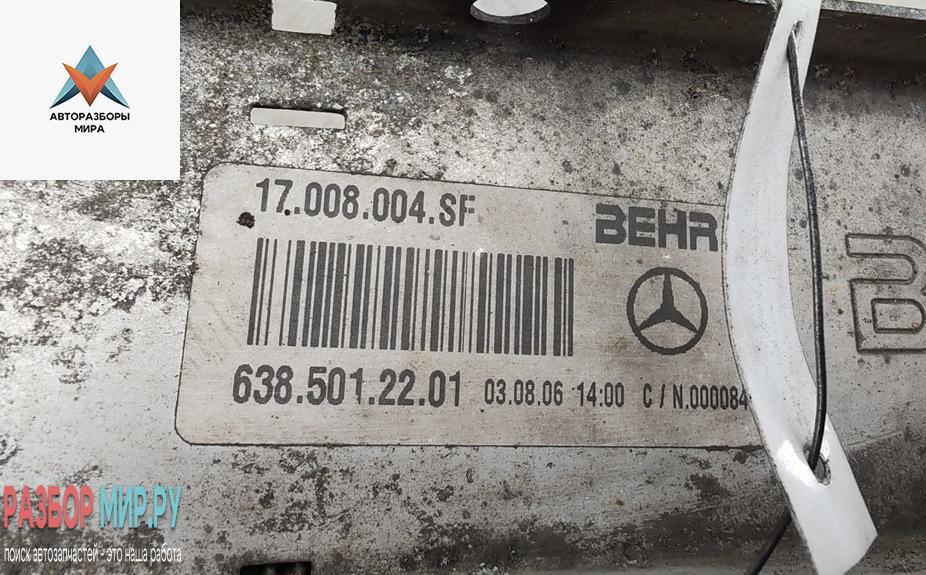 АВТОРАЗБОРЫ
МИРА
17.008.004.SF
BEHR
638.501.22.01 03.08.06 14:00 C / N.000084
РАЗБОР МИР.РУ
поиск автозапчастей - это наша работа